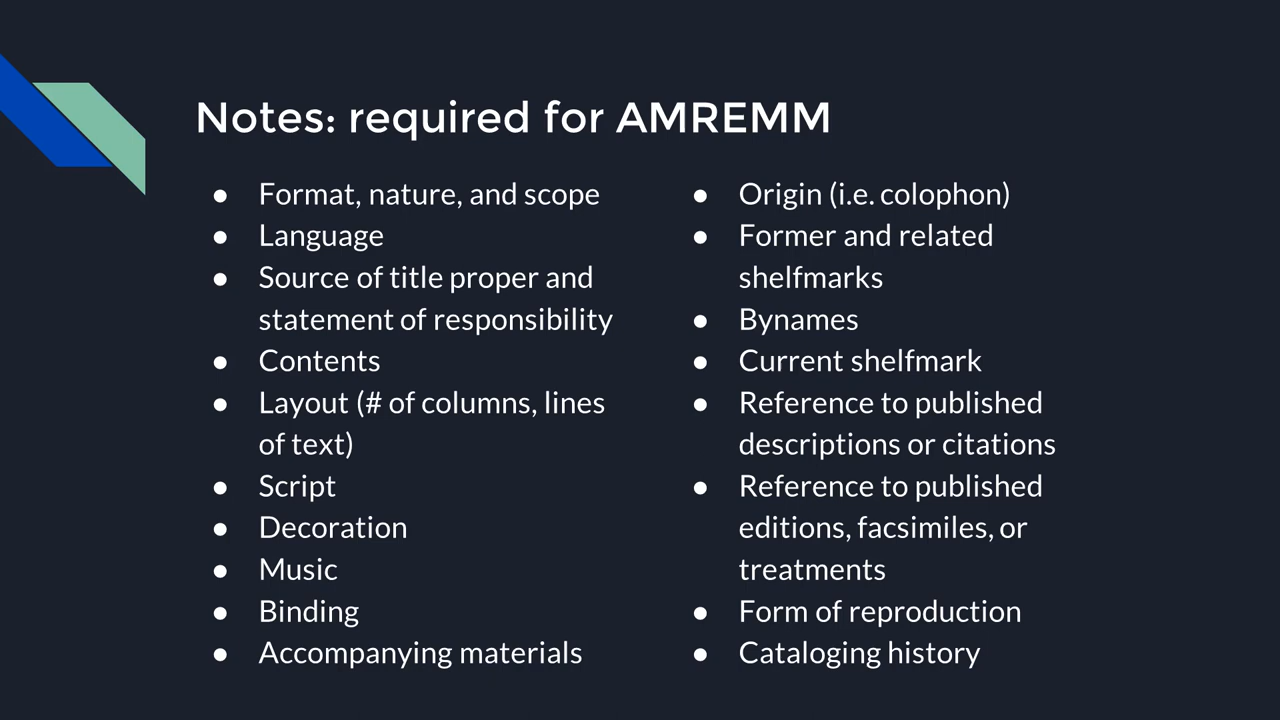 Notes: required for AMREMM
● Format, nature, and scope
● Language
● Source of title proper and
statement of responsibility
● Contents
● Layout (# of columns, lines
of text)
● Script
● Decoration
● Music
● Binding
● Accompanying materials
● Origin (i.e. colophon)
● Former and related
shelfmarks
● Bynames
● Current shelfmark
● Reference to published
descriptions or citations
● Reference to published
editions, facsimiles, or
treatments
● Form of reproduction
● Cataloging history